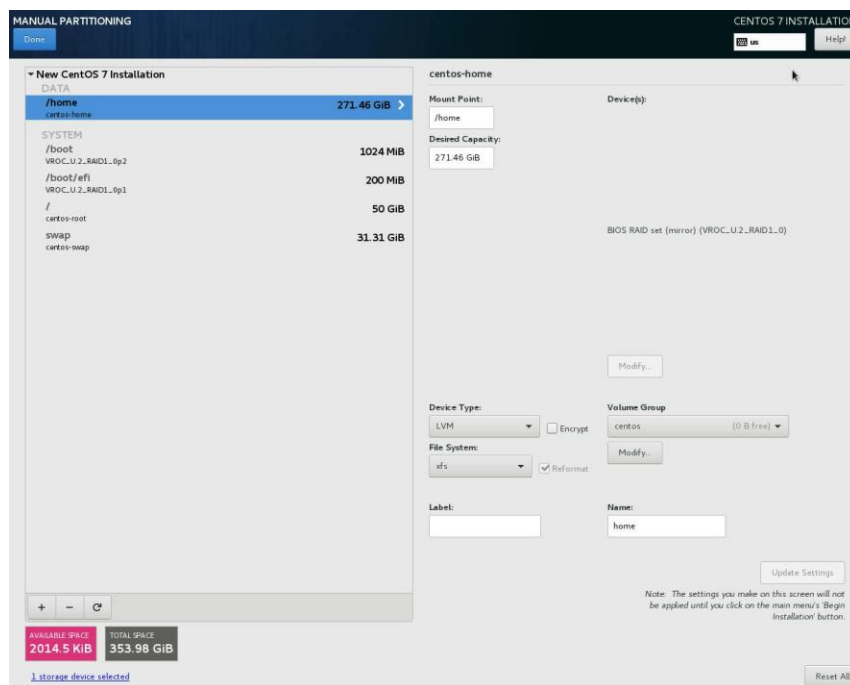 MANUAL PARTITIONING
CENTOS 7 INSTALLATION
Done
us
Help!
New CentOS 7 Installation
DATA
/home
centos-home
271.46 GiB
SYSTEM
/boot
VROC_U.2_RAID1_0p2
1024 MiB
/boot/efi
VROC_U.2_RAID1_0p1
200 MiB
/
centos-root
50 GiB
swap
centos-swap
31.31 GiB
centos-home
Mount Point:
Device(s):
/home
Desired Capacity:
271.46 GiB
BIOS RAID set (mirror) (VROC_U.2_RAID1_0)
Modify...
Device Type:
Volume Group
LVM
Encrypt
centos
(0 B free)
File System:
Modify...
xfs
Reformat
Label:
Name:
home
Update Settings
Note: The settings you make on this screen will not
be applied until you click on the main menu's 'Begin
Installation' button.
+ −
AVAILABLE SPACE
2014.5 KiB
TOTAL SPACE
353.98 GiB
1 storage device selected
Reset All